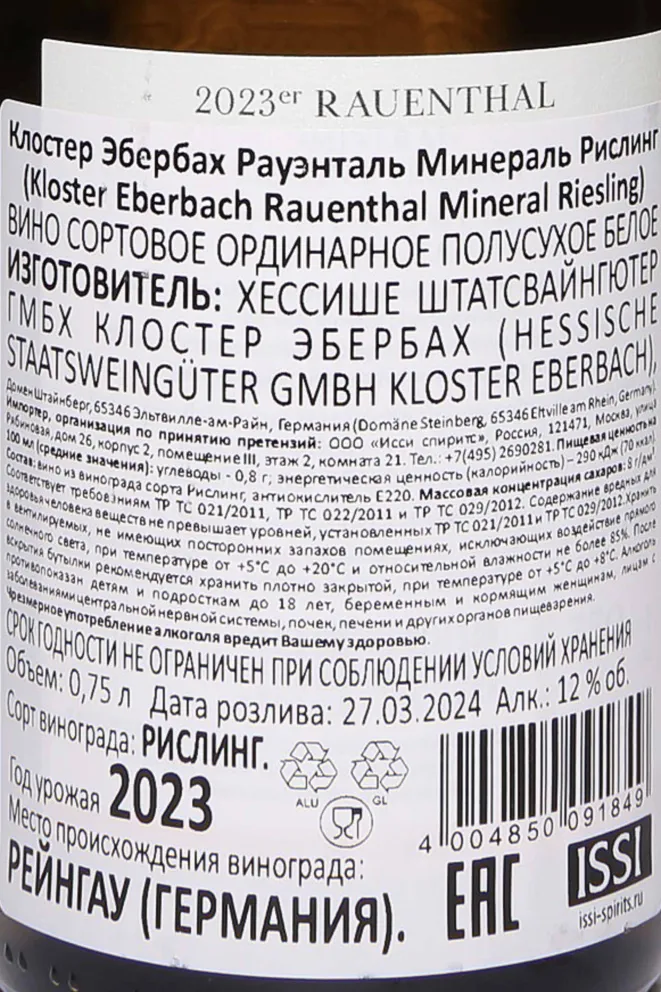 2023er RAUENTHAL
Клостер Эбербах Рауэнталь Минераль Рислинг
(Kloster Eberbach Rauenthal Mineral Riesling)
ВИНО СОРТОВОЕ ОРДИНАРНОЕ ПОЛУСУХОЕ БЕЛОЕ
ИЗГОТОВИТЕЛЬ: ХЕССИШЕ ШТАТСВАЙНГЮТЕР
ГМБХ КЛОСТЕР ЭБЕРБАХ (HESSISCHE
STAATSWEINGÜTER GMBH KLOSTER EBERBACH),
Домен Штайнберг, 65346 Эльтвилле-ам-Райн, Германия (Domäne Steinberg, 65346 Eltville am Rhein, Germany).
Импортер, организация по принятию претензий: ООО «Исси спиритс», Россия, 121471, Москва, улица
Рябиновая, дом 26, корпус 2, помещение III, этаж 2, комната 21. Тел.: +7(495) 2690281. Пищевая ценность на
100 мл (средние значения): углеводы - 0,8 г; энергетическая ценность (калорийность) – 290 кДж (70 ккал).
Состав: вино из винограда сорта Рислинг, антиокислитель Е220. Массовая концентрация сахаров: 8 г/дм³.
Соответствует требованиям ТР ТС 021/2011, ТР ТС 022/2011 и ТР ТС 029/2012. Содержание вредных для
здоровья человека веществ не превышает уровней, установленных ТР ТС 021/2011 и ТР ТС 029/2012. Хранить
в вентилируемых, не имеющих посторонних запахов помещениях, исключающих воздействие прямого
солнечного света, при температуре от +5°С до +20°С и относительной влажности не более 85%. После
вскрытия бутылки рекомендуется хранить плотно закрытой, при температуре от +5°С до +8°С. Алкоголь
противопоказан детям и подросткам до 18 лет, беременным и кормящим женщинам, лицам с
заболеваниями центральной нервной системы, почек, печени и других органов пищеварения.
Чрезмерное употребление алкоголя вредит Вашему здоровью.
СРОК ГОДНОСТИ НЕ ОГРАНИЧЕН ПРИ СОБЛЮДЕНИИ УСЛОВИЙ ХРАНЕНИЯ
Объем: 0,75 л Дата розлива: 27.03.2024 Алк.: 12 % об.
Сорт винограда: РИСЛИНГ.
ALU GL
Год урожая 2023
Место происхождения винограда:
РЕЙНГАУ (ГЕРМАНИЯ).
4 004850 091849
EAC
ISSI
issi-spirits.ru